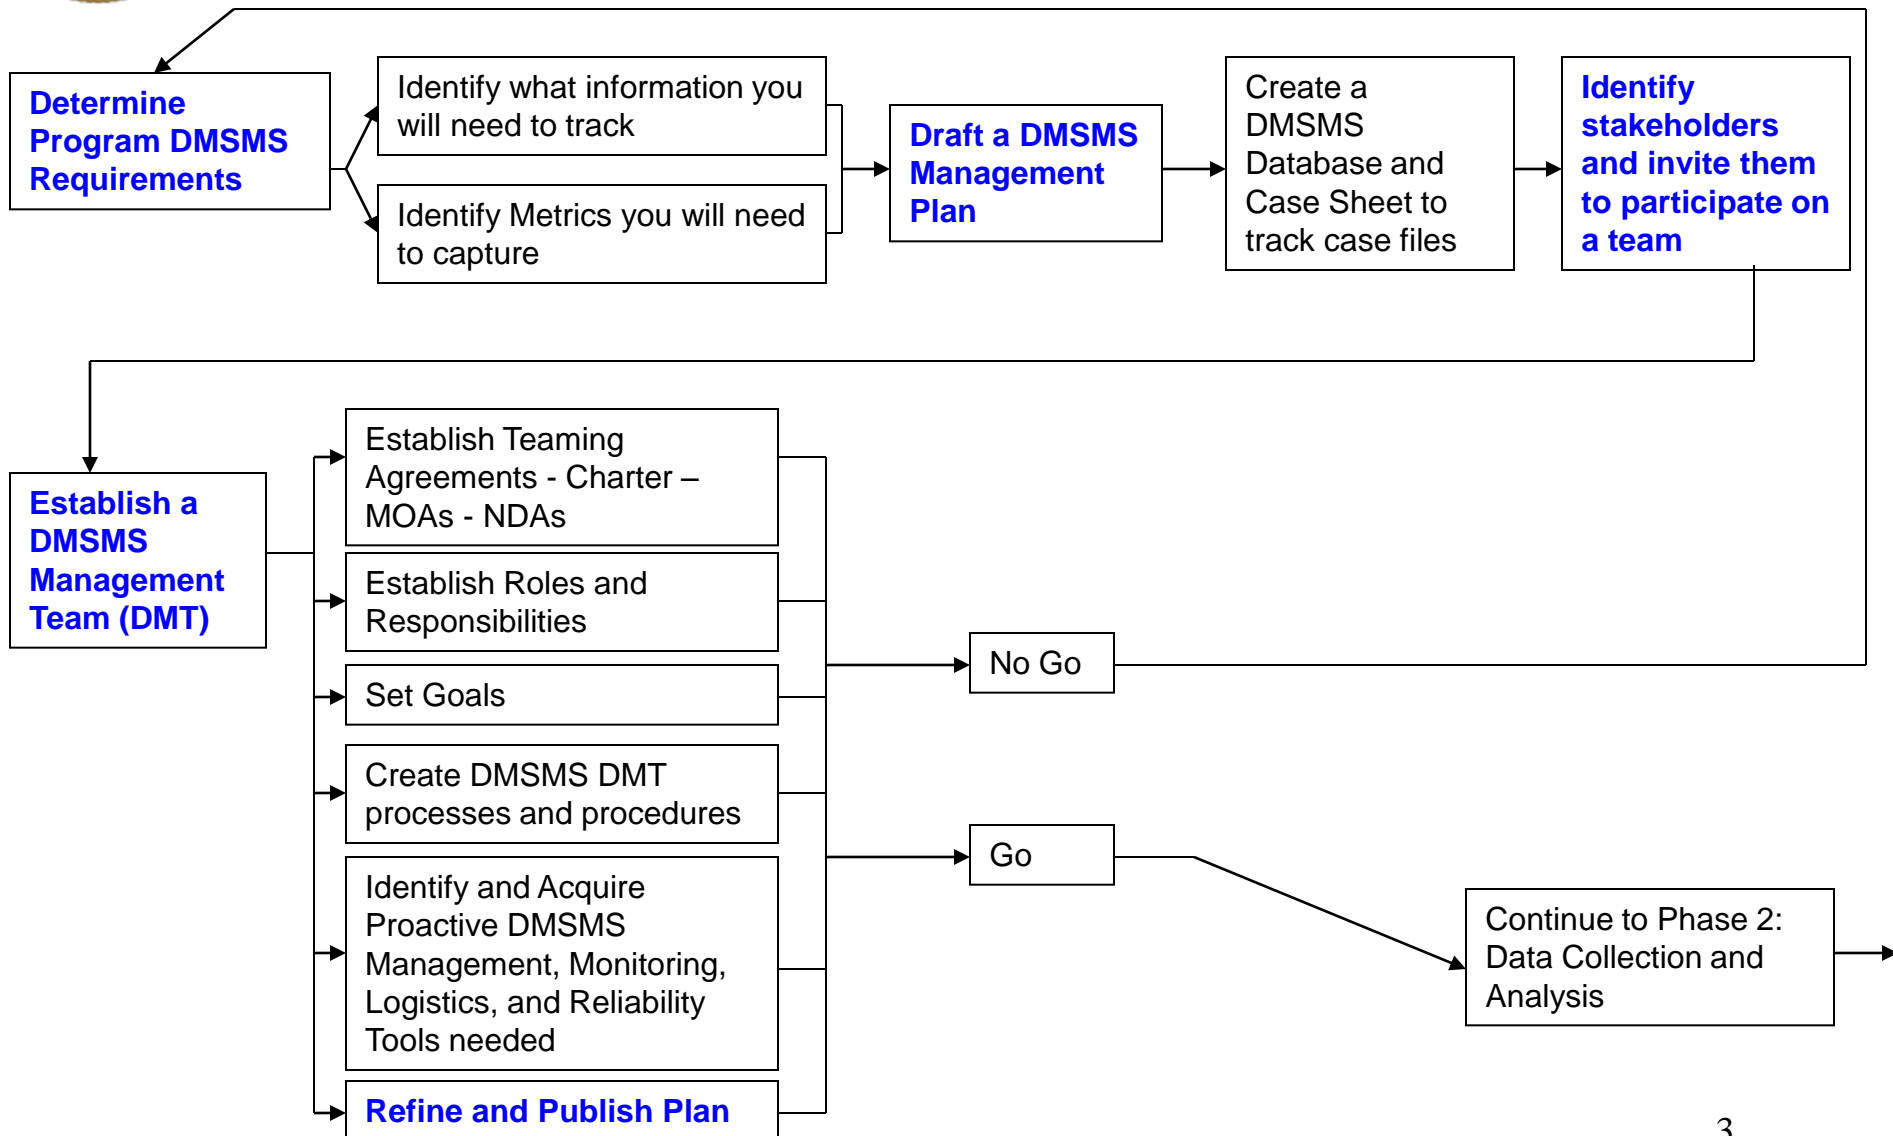 Determine
Program DMSMS
Requirements
Identify what information you
will need to track
Identify Metrics you will need
to capture
Draft a DMSMS
Management
Plan
Create a
DMSMS
Database and
Case Sheet to
track case files
Identify
stakeholders
and invite them
to participate on
a team
Establish a
DMSMS
Management
Team (DMT)
Establish Teaming
Agreements - Charter –
MOAs - NDAs
Establish Roles and
Responsibilities
Set Goals
Create DMSMS DMT
processes and procedures
Identify and Acquire
Proactive DMSMS
Management, Monitoring,
Logistics, and Reliability
Tools needed
Refine and Publish Plan
No Go
Go
Continue to Phase 2:
Data Collection and
Analysis
3